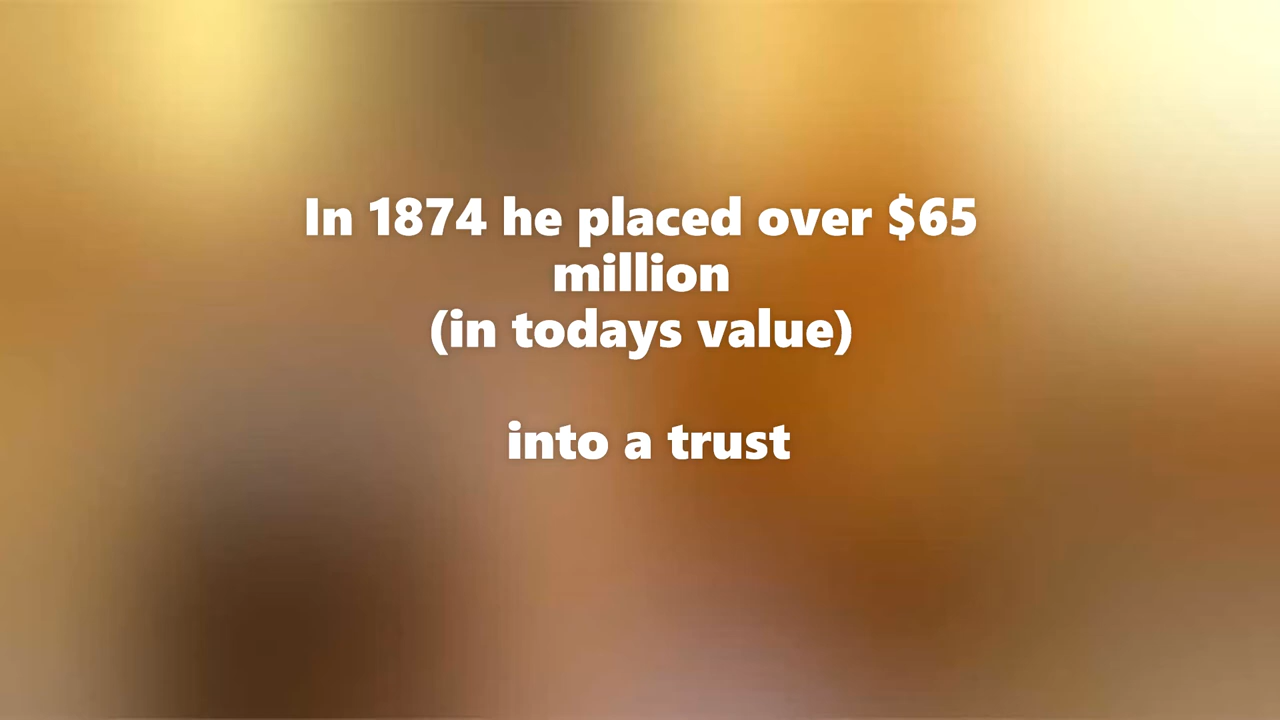 In 1874 he placed over $65
million
(in todays value)
into a trust